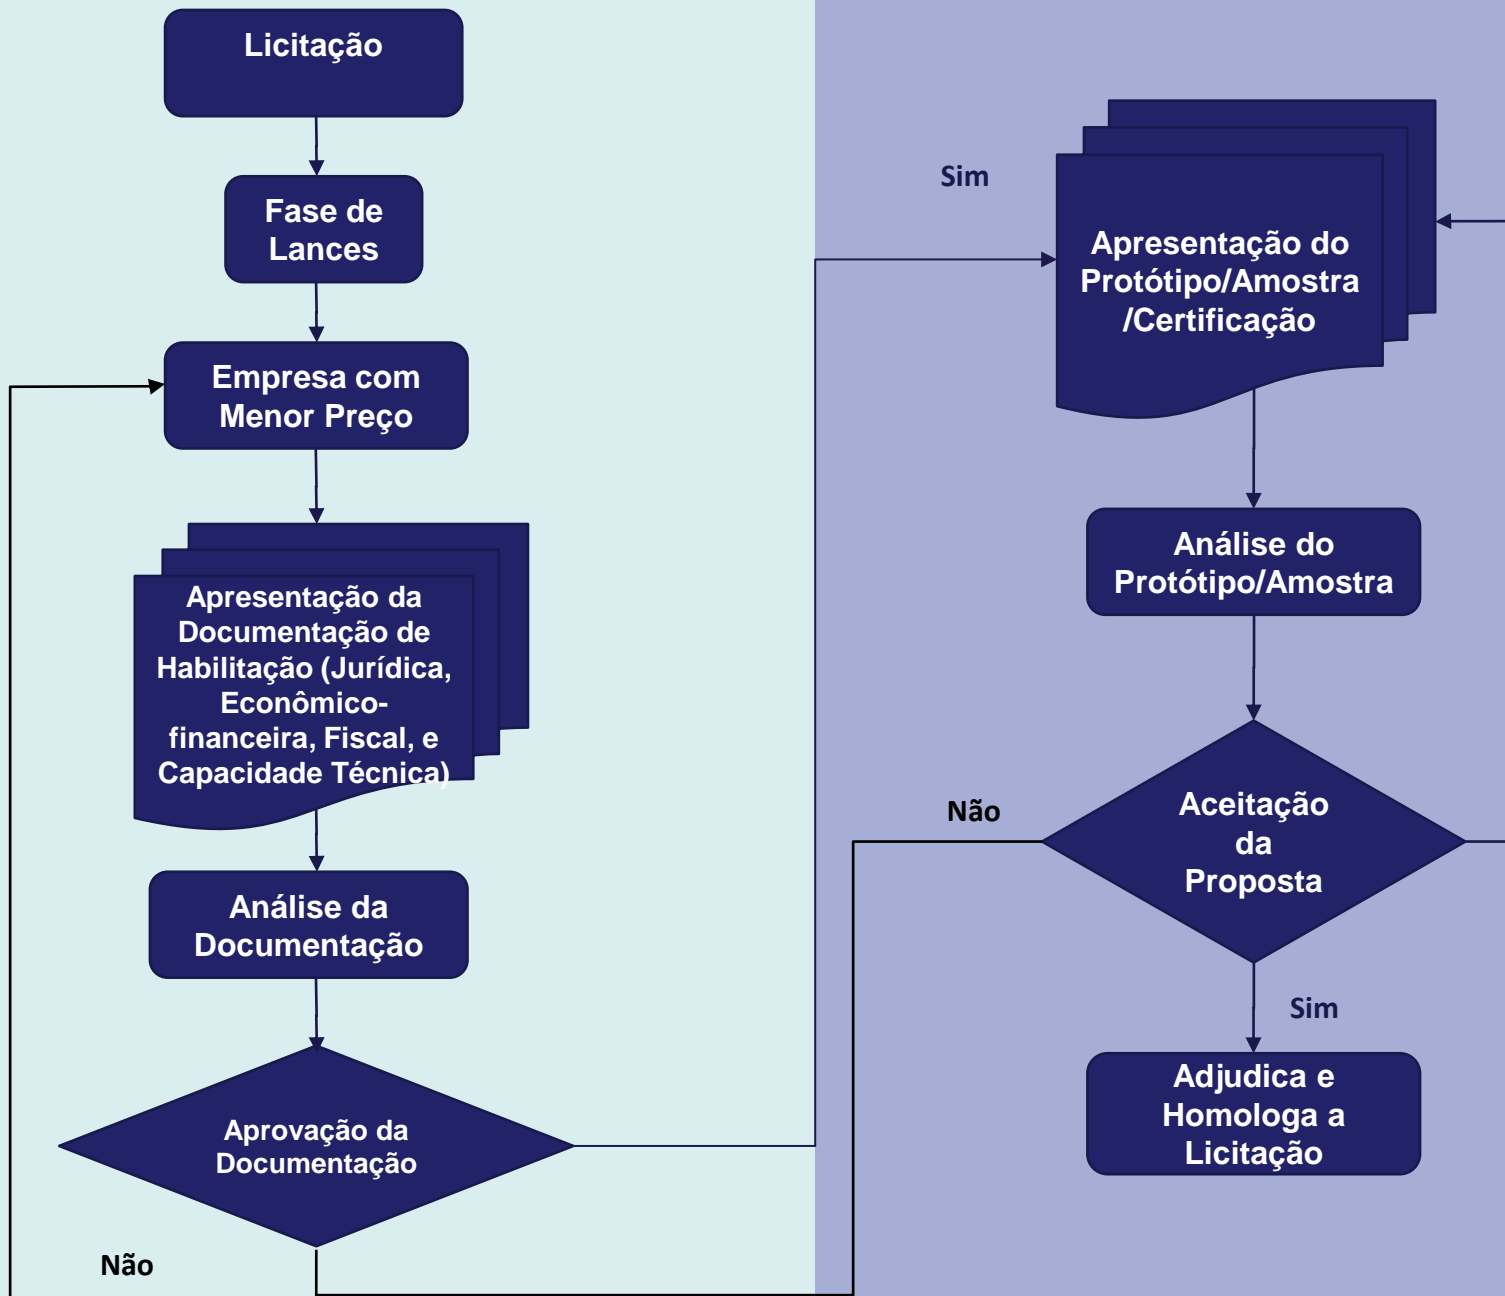 Licitação
Fase de
Lances
Empresa com
Menor Preço
Apresentação da
Documentação de
Habilitação (Jurídica,
Econômico-
financeira, Fiscal, e
Capacidade Técnica)
Análise da
Documentação
Aprovação da
Documentação
Não
Sim
Apresentação do
Protótipo/Amostra
/Certificação
Análise do
Protótipo/Amostra
Não
Aceitação
da
Proposta
Sim
Adjudica e
Homologa a
Licitação